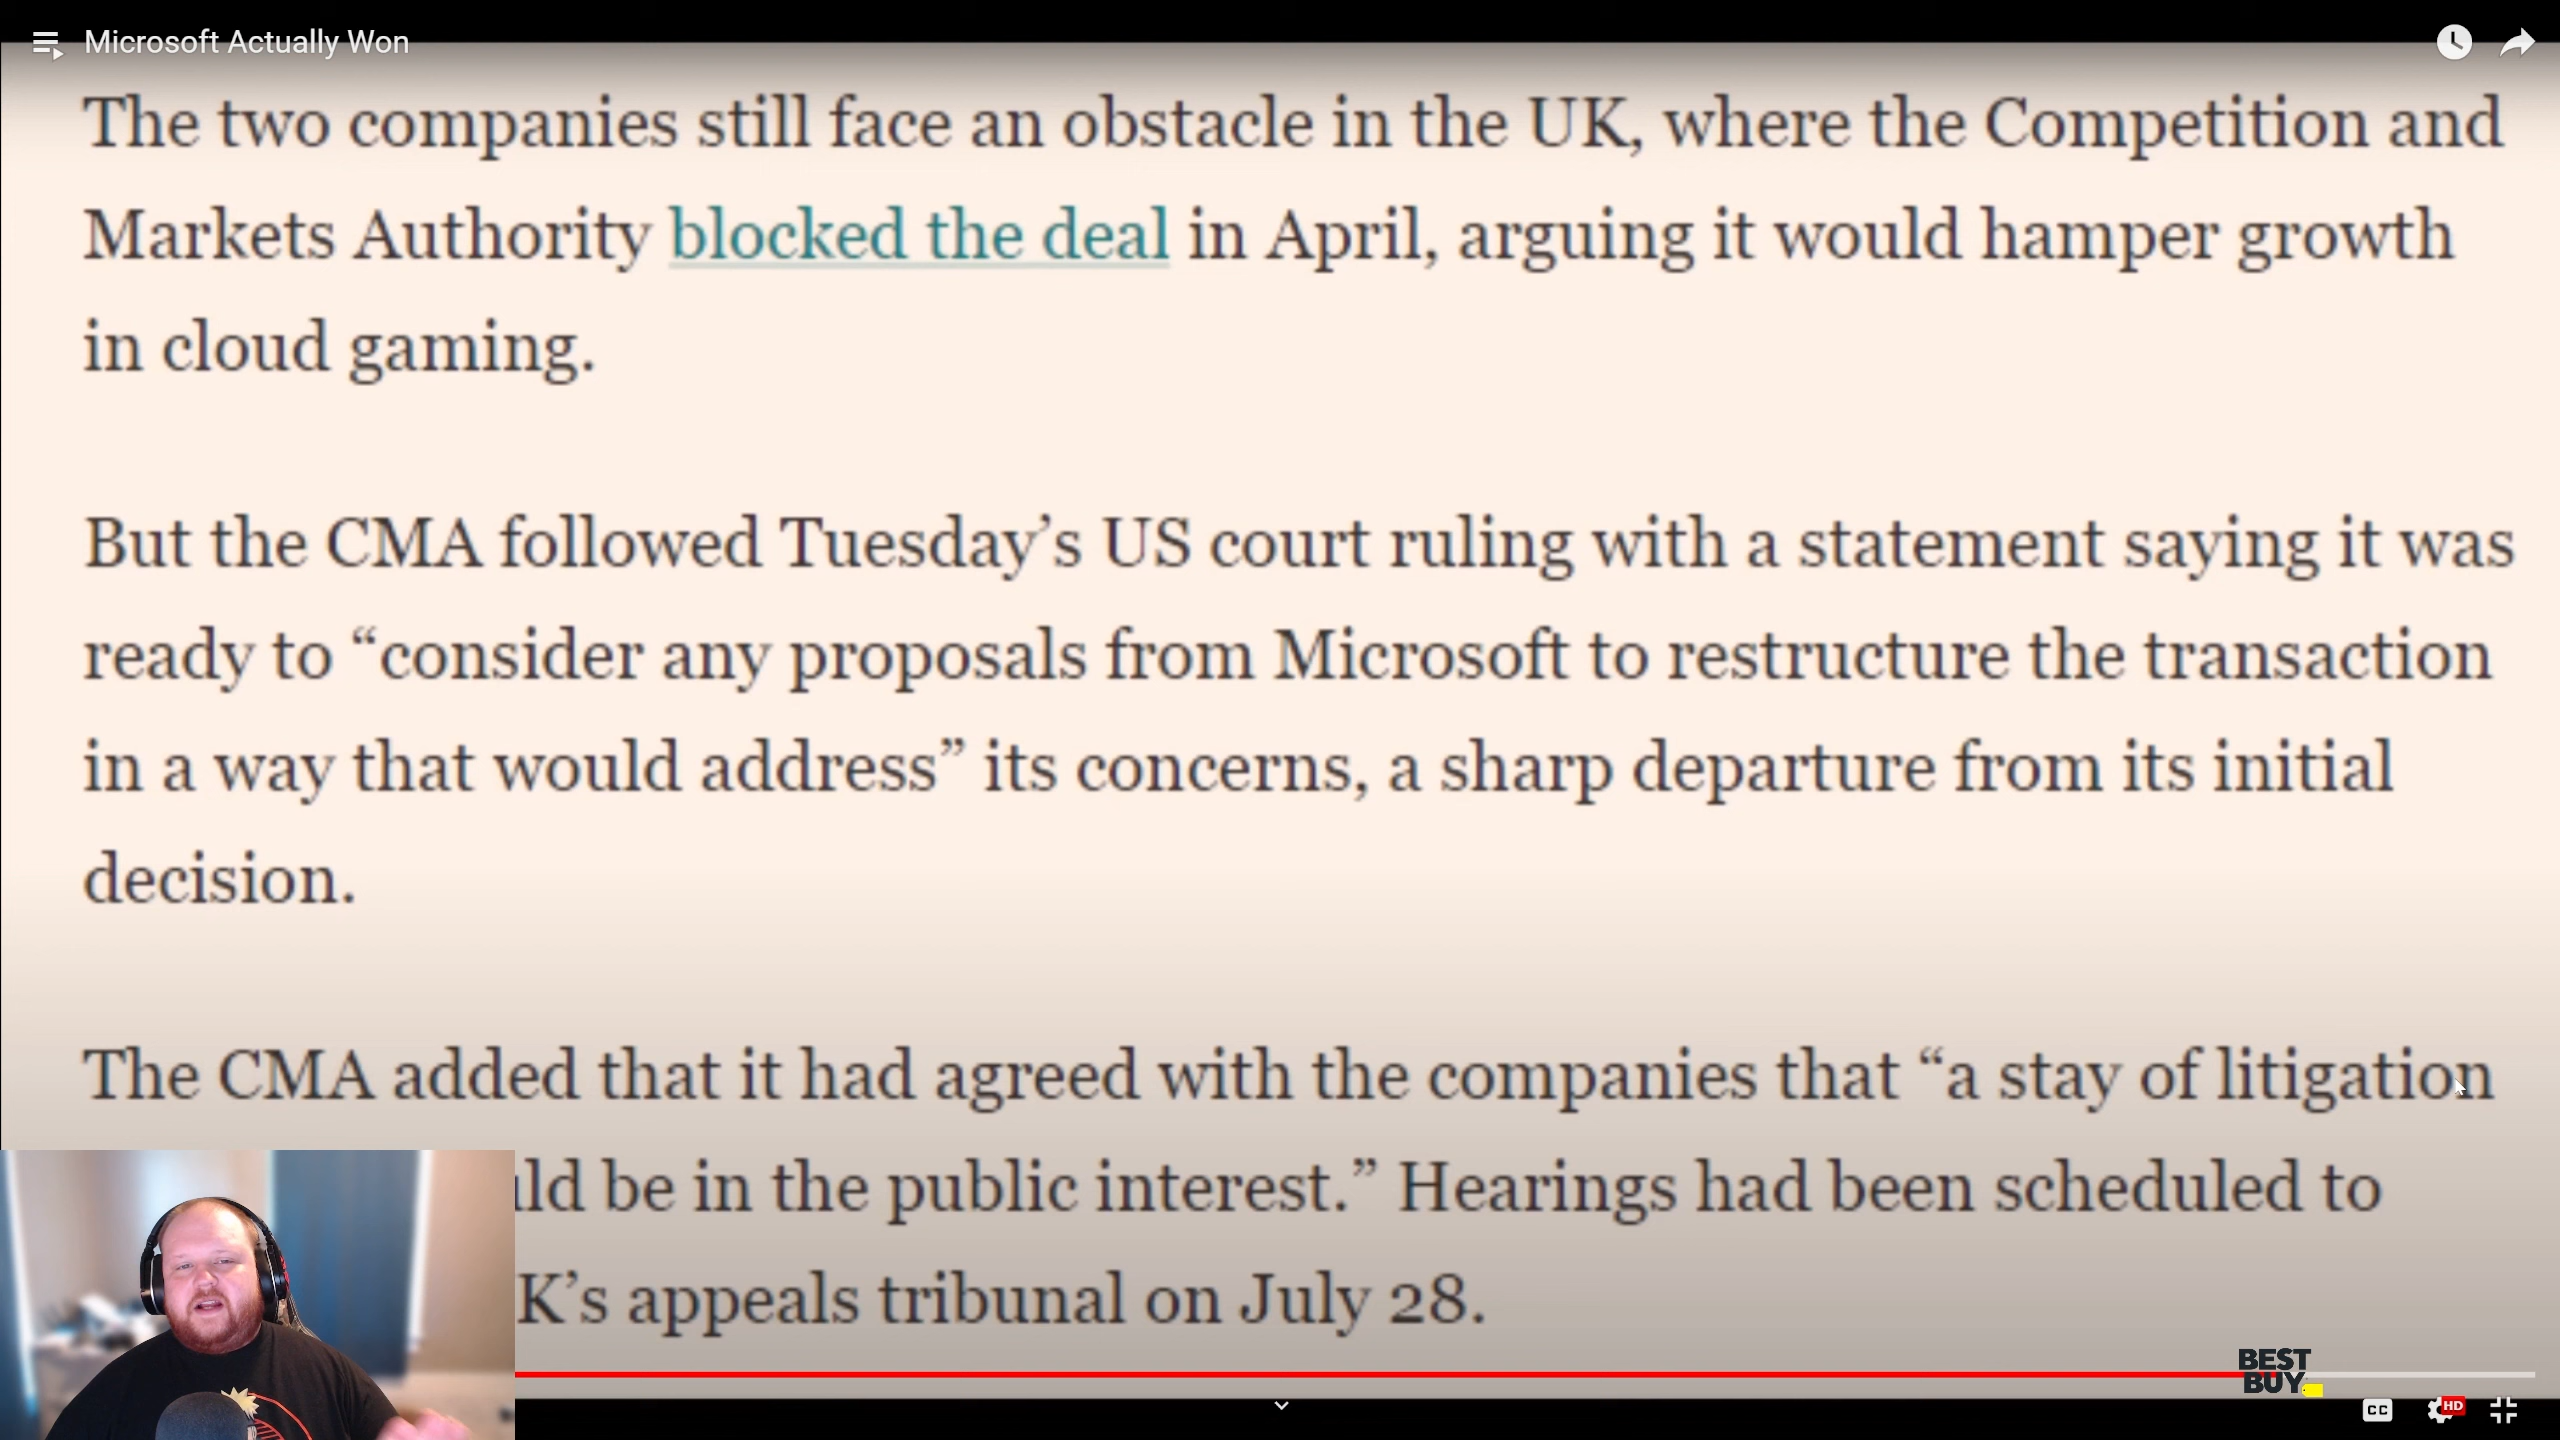 Microsoft Actually Won
The two companies still face an obstacle in the UK, where the Competition and
Markets Authority blocked the deal in April, arguing it would hamper growth
in cloud gaming.
But the CMA followed Tuesday’s US court ruling with a statement saying it was
ready to “consider any proposals from Microsoft to restructure the transaction
in a way that would address” its concerns, a sharp departure from its initial
decision.
The CMA added that it had agreed with the companies that “a stay of litigation
be in the public interest.” Hearings had been scheduled to
K’s appeals tribunal on July 28.
BEST
BUY
CC
HD